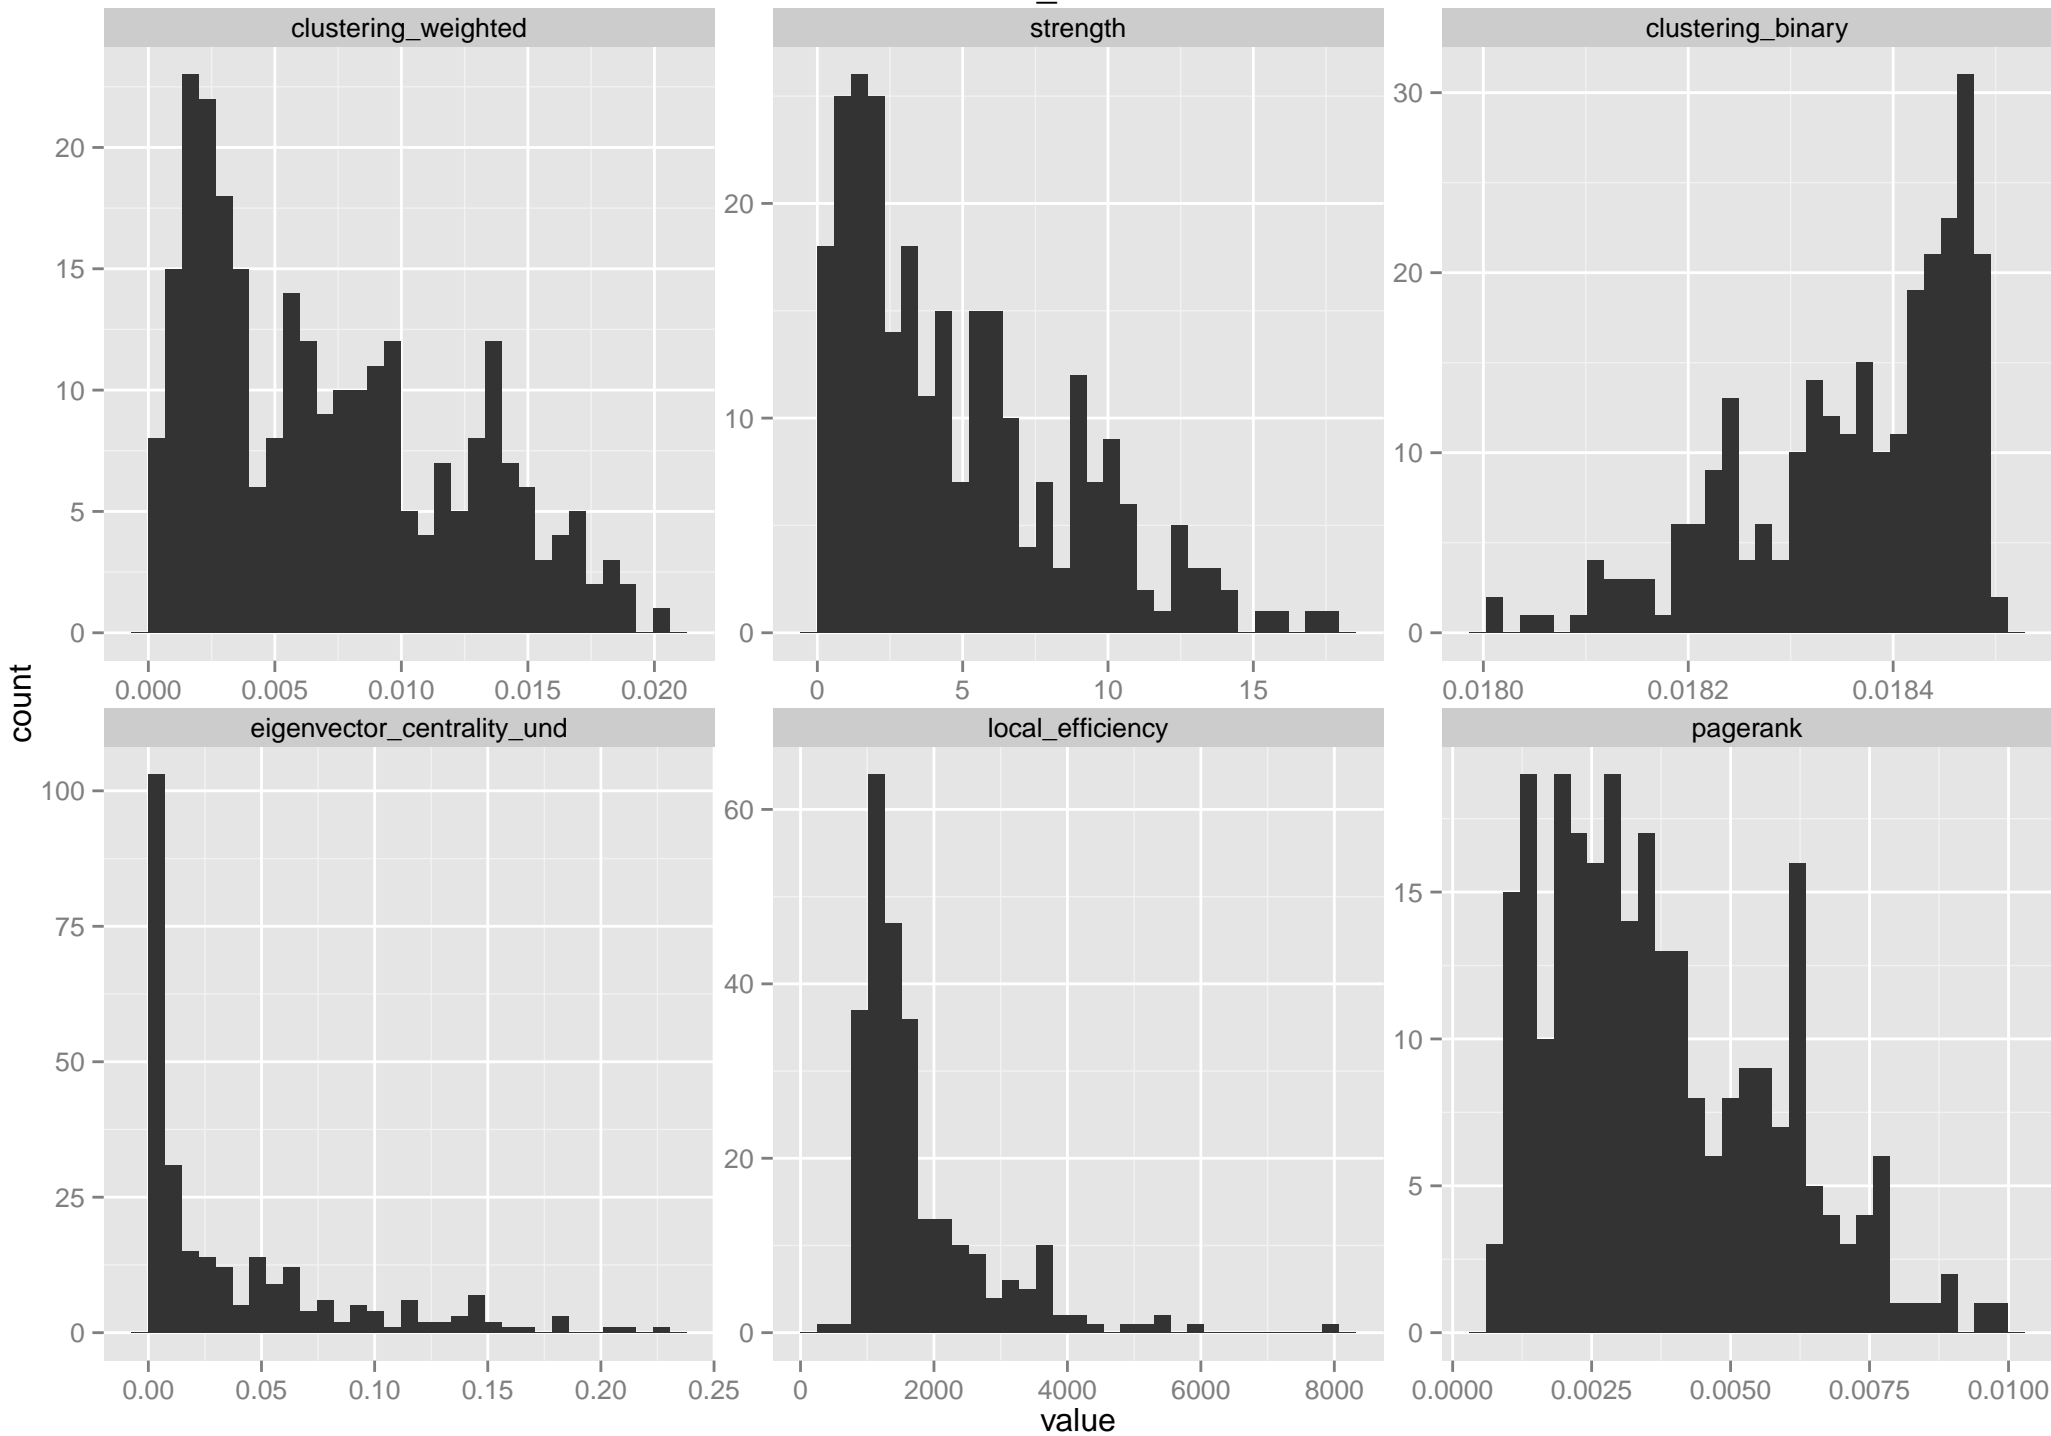 _
clustering_weighted
strength
clustering_binary
20
15
10
5
0
0.000 0.005 0.010 0.015 0.020
20
10
0
0 5 10 15
30
20
10
0
0.0180 0.0182 0.0184
count
eigenvector_centrality_und
local_efficiency
pagerank
100
75
50
25
0
0.00 0.05 0.10 0.15 0.20 0.25
60
40
20
0
0 2000 4000 6000 8000
15
10
5
0
0.0000 0.0025 0.0050 0.0075 0.0100
value